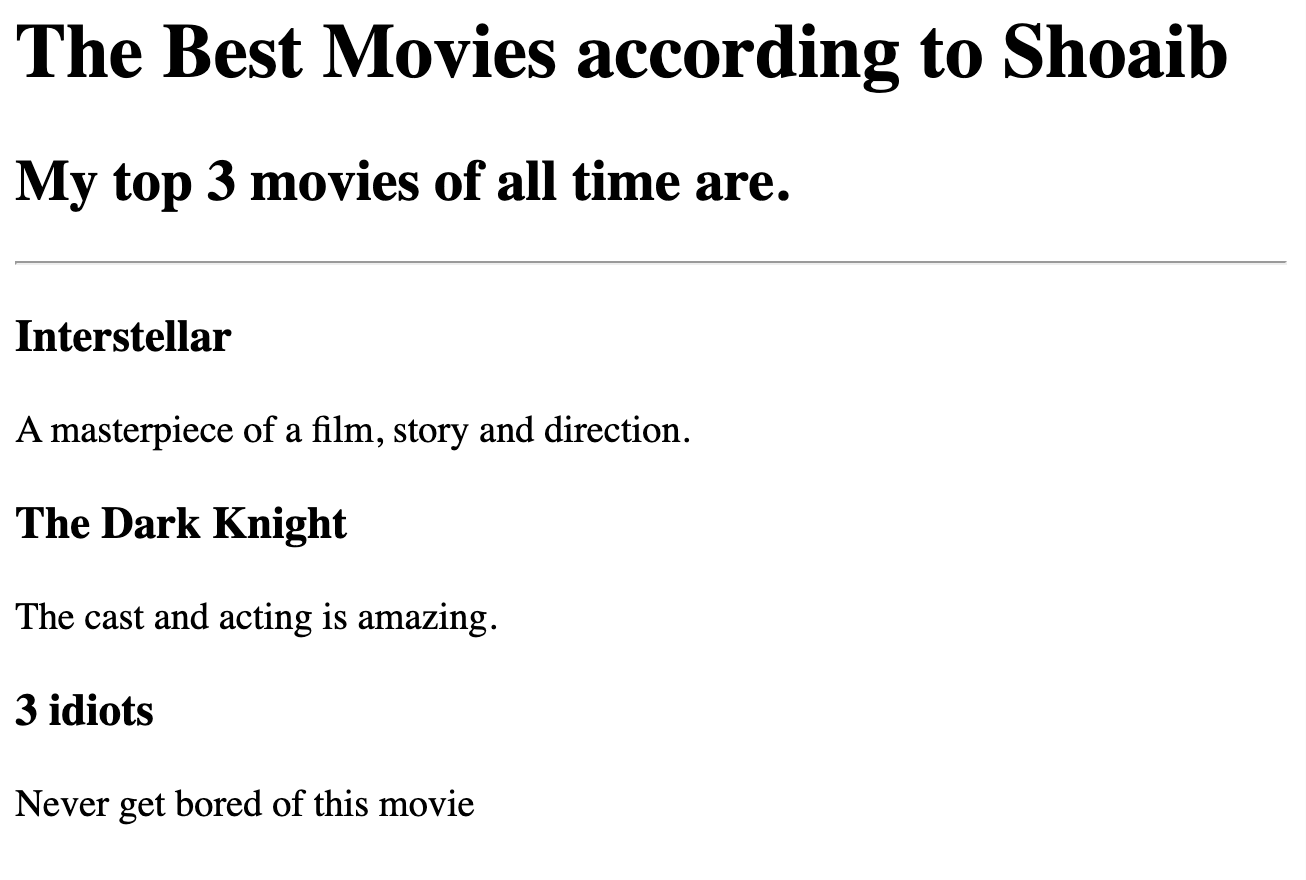 The Best Movies according to Shoaib
My top 3 movies of all time are.
Interstellar
A masterpiece of a film, story and direction.
The Dark Knight
The cast and acting is amazing.
3 idiots
Never get bored of this movie